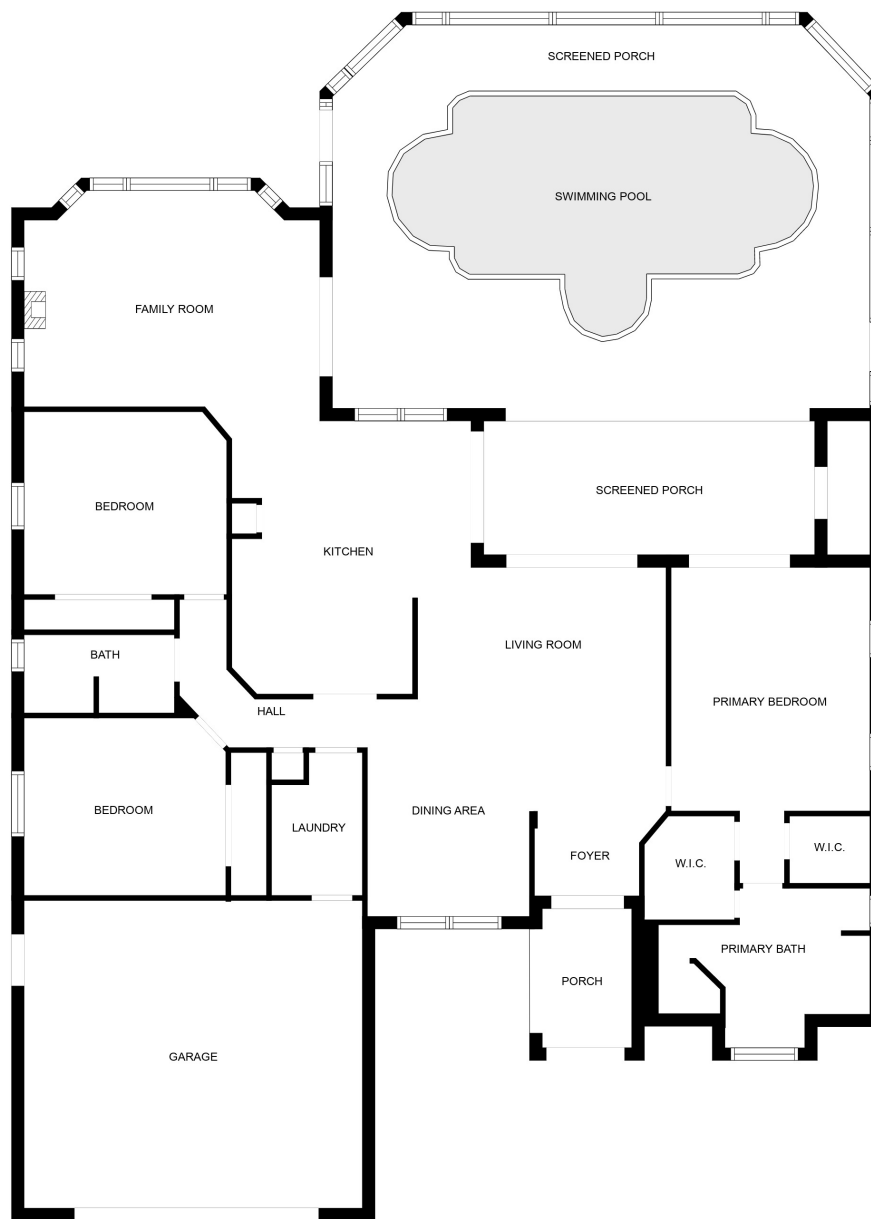 SCREENED PORCH
SWIMMING POOL
FAMILY ROOM
SCREENED PORCH
BEDROOM
KITCHEN
LIVING ROOM
BATH
PRIMARY BEDROOM
HALL
BEDROOM
DINING AREA
LAUNDRY
FOYER
W.I.C.
W.I.C.
PRIMARY BATH
PORCH
GARAGE